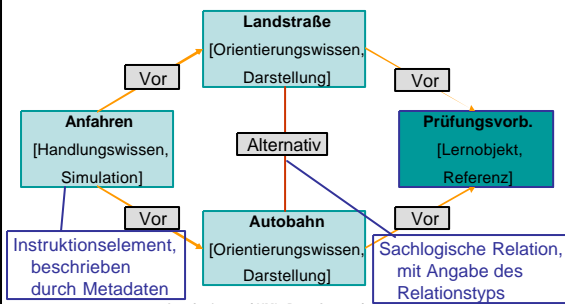 Landstraße
[Orientierungswissen,
Darstellung]
Vor
Vor
Anfahren
[Handlungswissen,
Simulation]
Alternativ
Prüfungsvorb.
[Lernobjekt,
Referenz]
Vor
Autobahn
[Orientierungswissen,
Darstellung]
Vor
Instruktionselement,
beschrieben
durch Metadaten
Sachlogische Relation,
mit Angabe des
Relationstyps